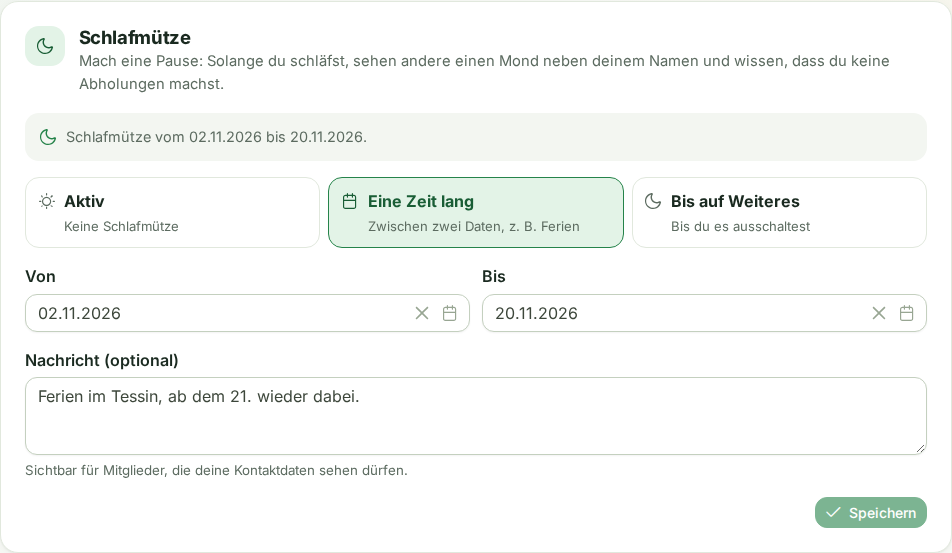 Schlafmütze
Mach eine Pause: Solange du schläfst, sehen andere einen Mond neben deinem Namen und wissen, dass du keine
Abholungen machst.
Schlafmütze vom 02.11.2026 bis 20.11.2026.
Aktiv
Keine Schlafmütze
Eine Zeit lang
Zwischen zwei Daten, z. B. Ferien
Bis auf Weiteres
Bis du es ausschaltest
Von
02.11.2026
Bis
20.11.2026
Nachricht (optional)
Ferien im Tessin, ab dem 21. wieder dabei.
Sichtbar für Mitglieder, die deine Kontaktdaten sehen dürfen.
Speichern